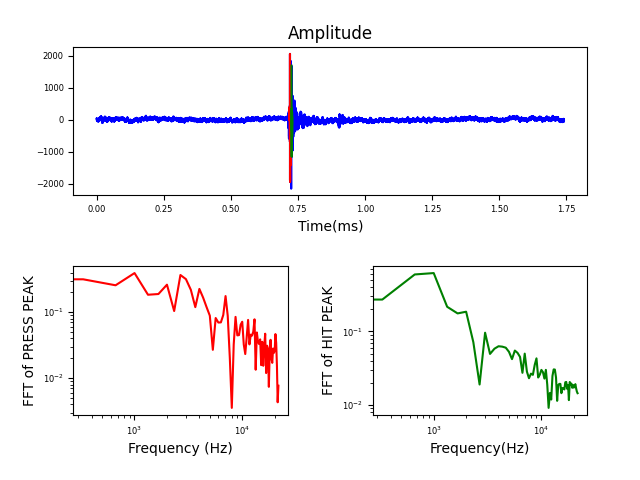 Amplitude
2000
1000
0
−1000
−2000
0.00 0.25 0.50 0.75 1.00 1.25 1.50 1.75
Time(ms)
FFT of PRESS PEAK
10⁻¹
10⁻²
10³ 10⁴
Frequency (Hz)
FFT of HIT PEAK
10⁻¹
10⁻²
10³ 10⁴
Frequency(Hz)